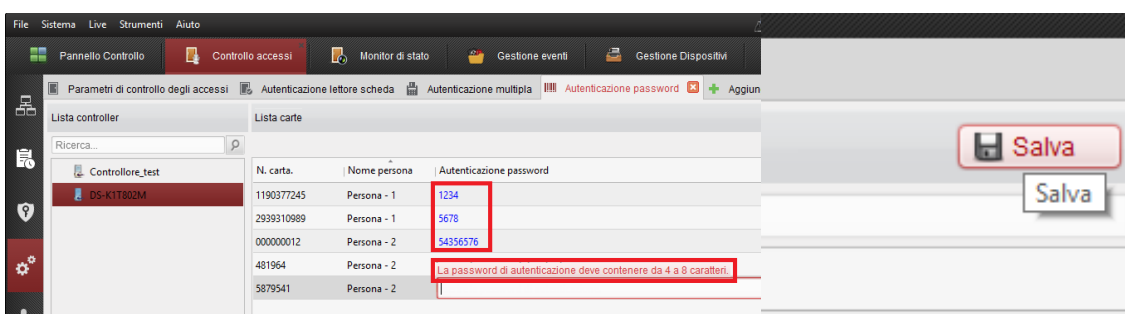 File Sistema Live Strumenti Aiuto
Pannello Controllo Controllo accessi Monitor di stato Gestione eventi Gestione Dispositivi
Parametri di controllo degli accessi Autenticazione lettore scheda Autenticazione multipla Autenticazione password Aggiun
Lista controller Lista carte
Ricerca...
Controllore_test
DS-K1T802M
N. carta. Nome persona Autenticazione password
1190377245 Persona - 1 1234
2939310989 Persona - 1 5678
000000012 Persona - 2 54356576
481964 Persona - 2
La password di autenticazione deve contenere da 4 a 8 caratteri.
5879541 Persona - 2
Salva
Salva